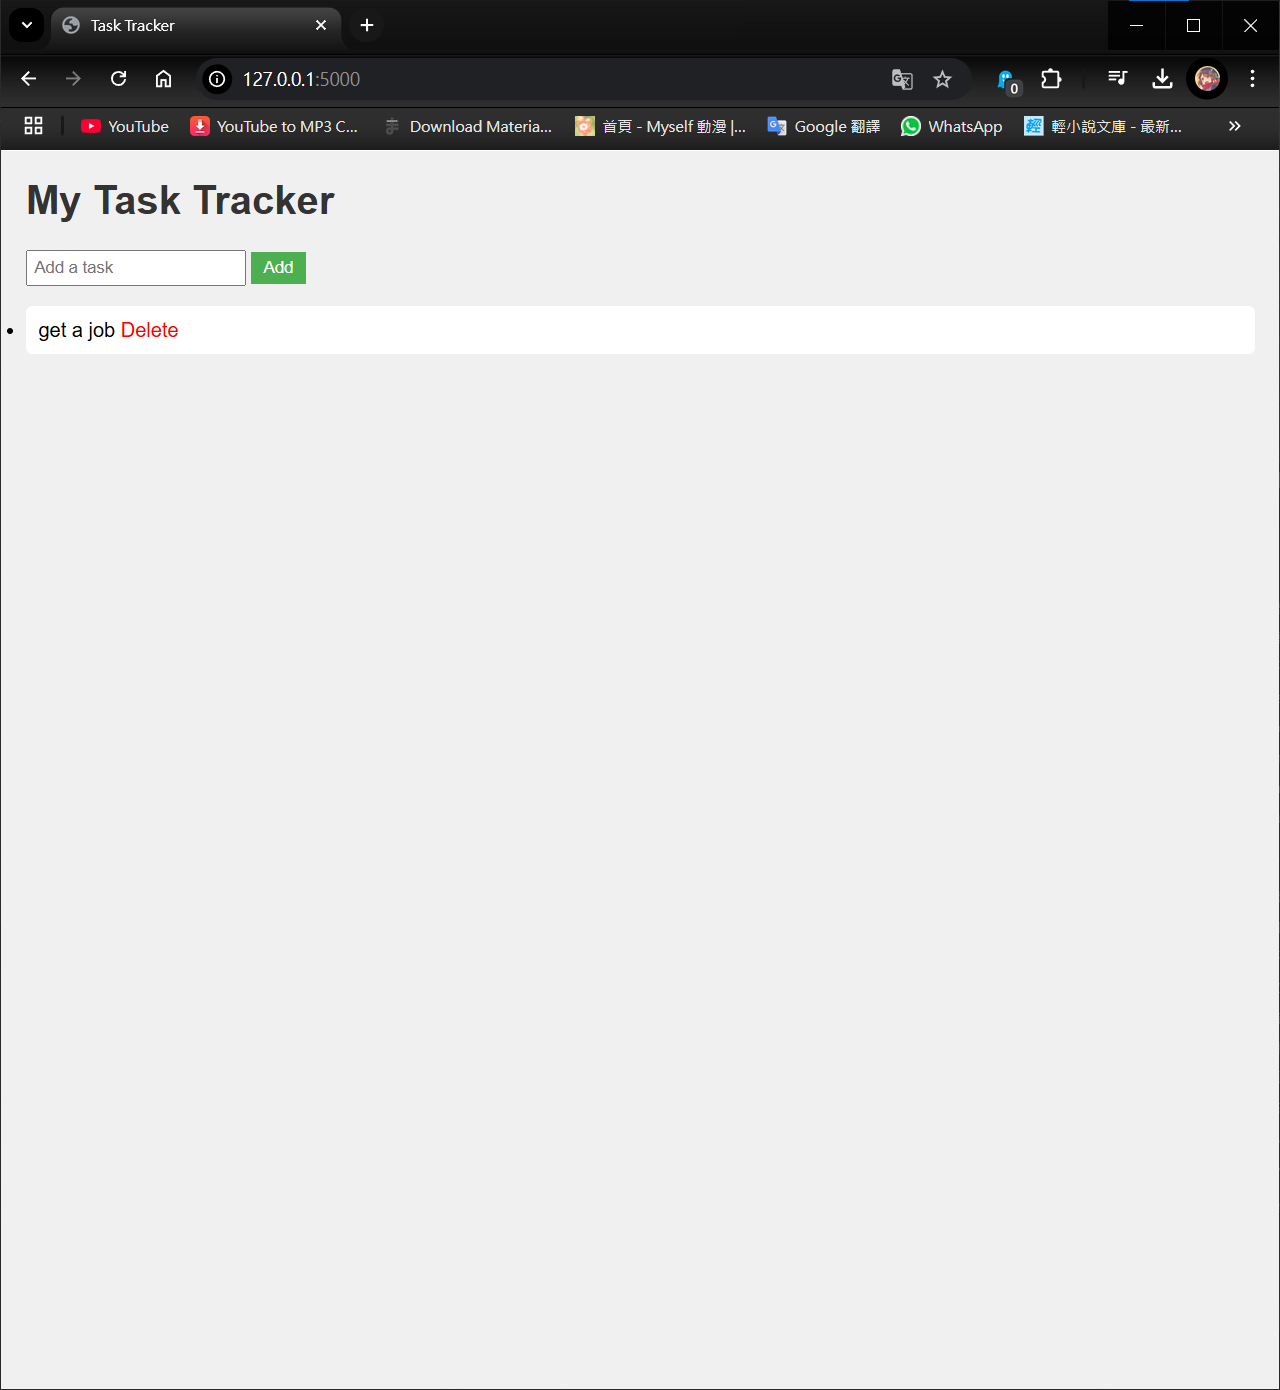 Task Tracker
127.0.0.1:5000
0
YouTube
YouTube to MP3 C...
Download Materia...
首頁 - Myself 動漫 |...
Google 翻譯
WhatsApp
輕小說文庫 - 最新...
My Task Tracker
Add a task
Add
get a job Delete